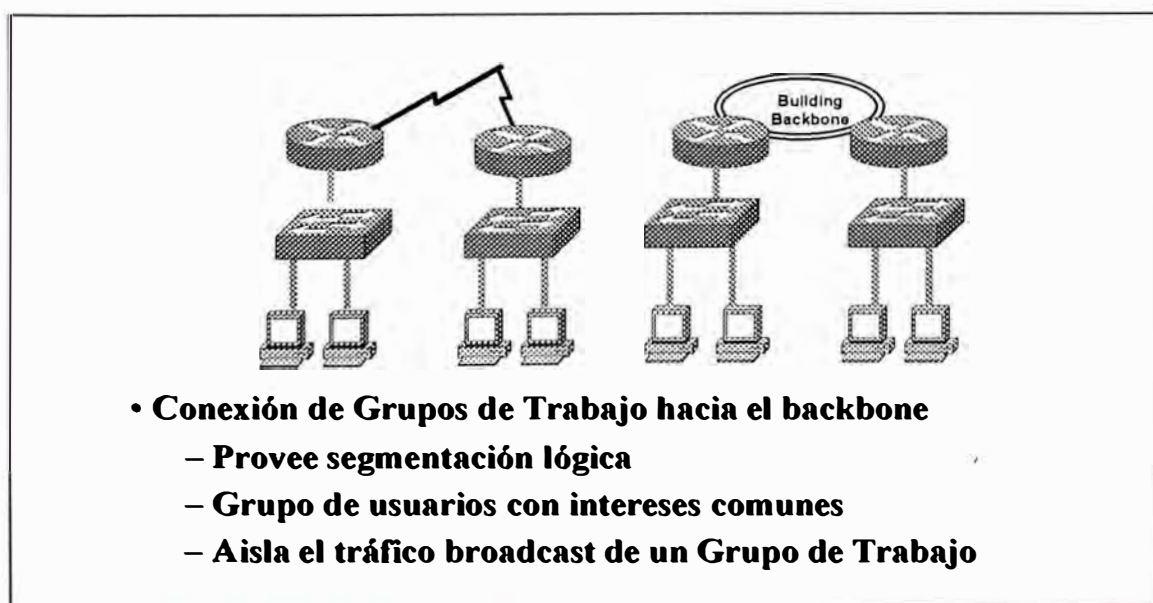 Building
Backbone
• Conexión de Grupos de Trabajo hacia el backbone
– Provee segmentación lógica
– Grupo de usuarios con intereses comunes
– Aisla el tráfico broadcast de un Grupo de Trabajo